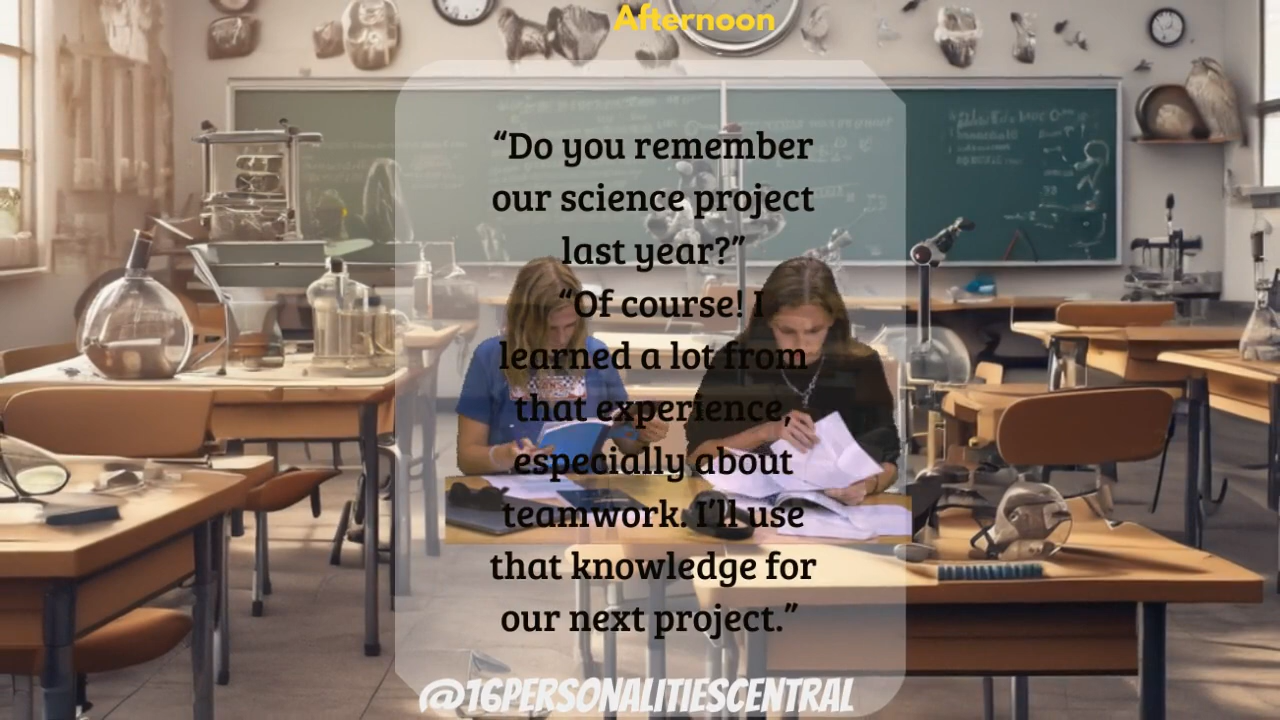 Afternoon
“Do you remember
our science project
last year?”
“Of course! I
learned a lot from
that experience,
especially about
teamwork. I’ll use
that knowledge for
our next project.”
@16PERSONALITIESCENTRAL